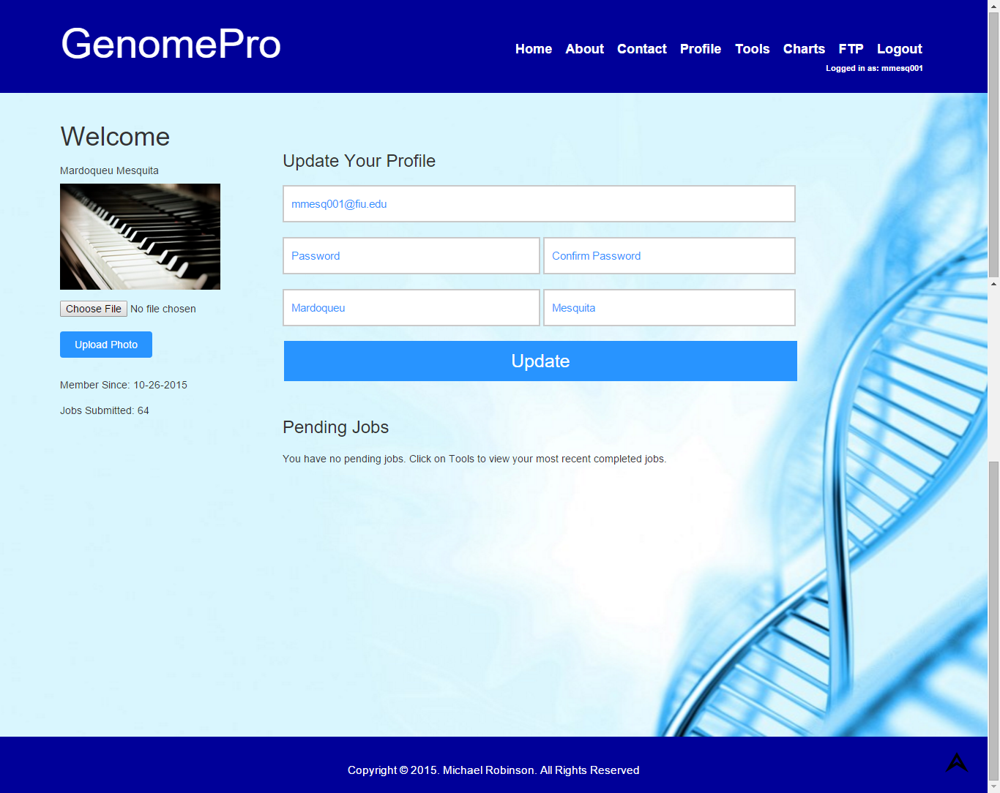 GenomePro
Home About Contact Profile Tools Charts FTP Logout
Logged in as: mmesq001
Welcome
Mardoqueu Mesquita
Choose File No file chosen
Upload Photo
Member Since: 10-26-2015
Jobs Submitted: 64
Update Your Profile
mmesq001@fiu.edu
Password Confirm Password
Mardoqueu Mesquita
Update
Pending Jobs
You have no pending jobs. Click on Tools to view your most recent completed jobs.
Copyright © 2015. Michael Robinson. All Rights Reserved